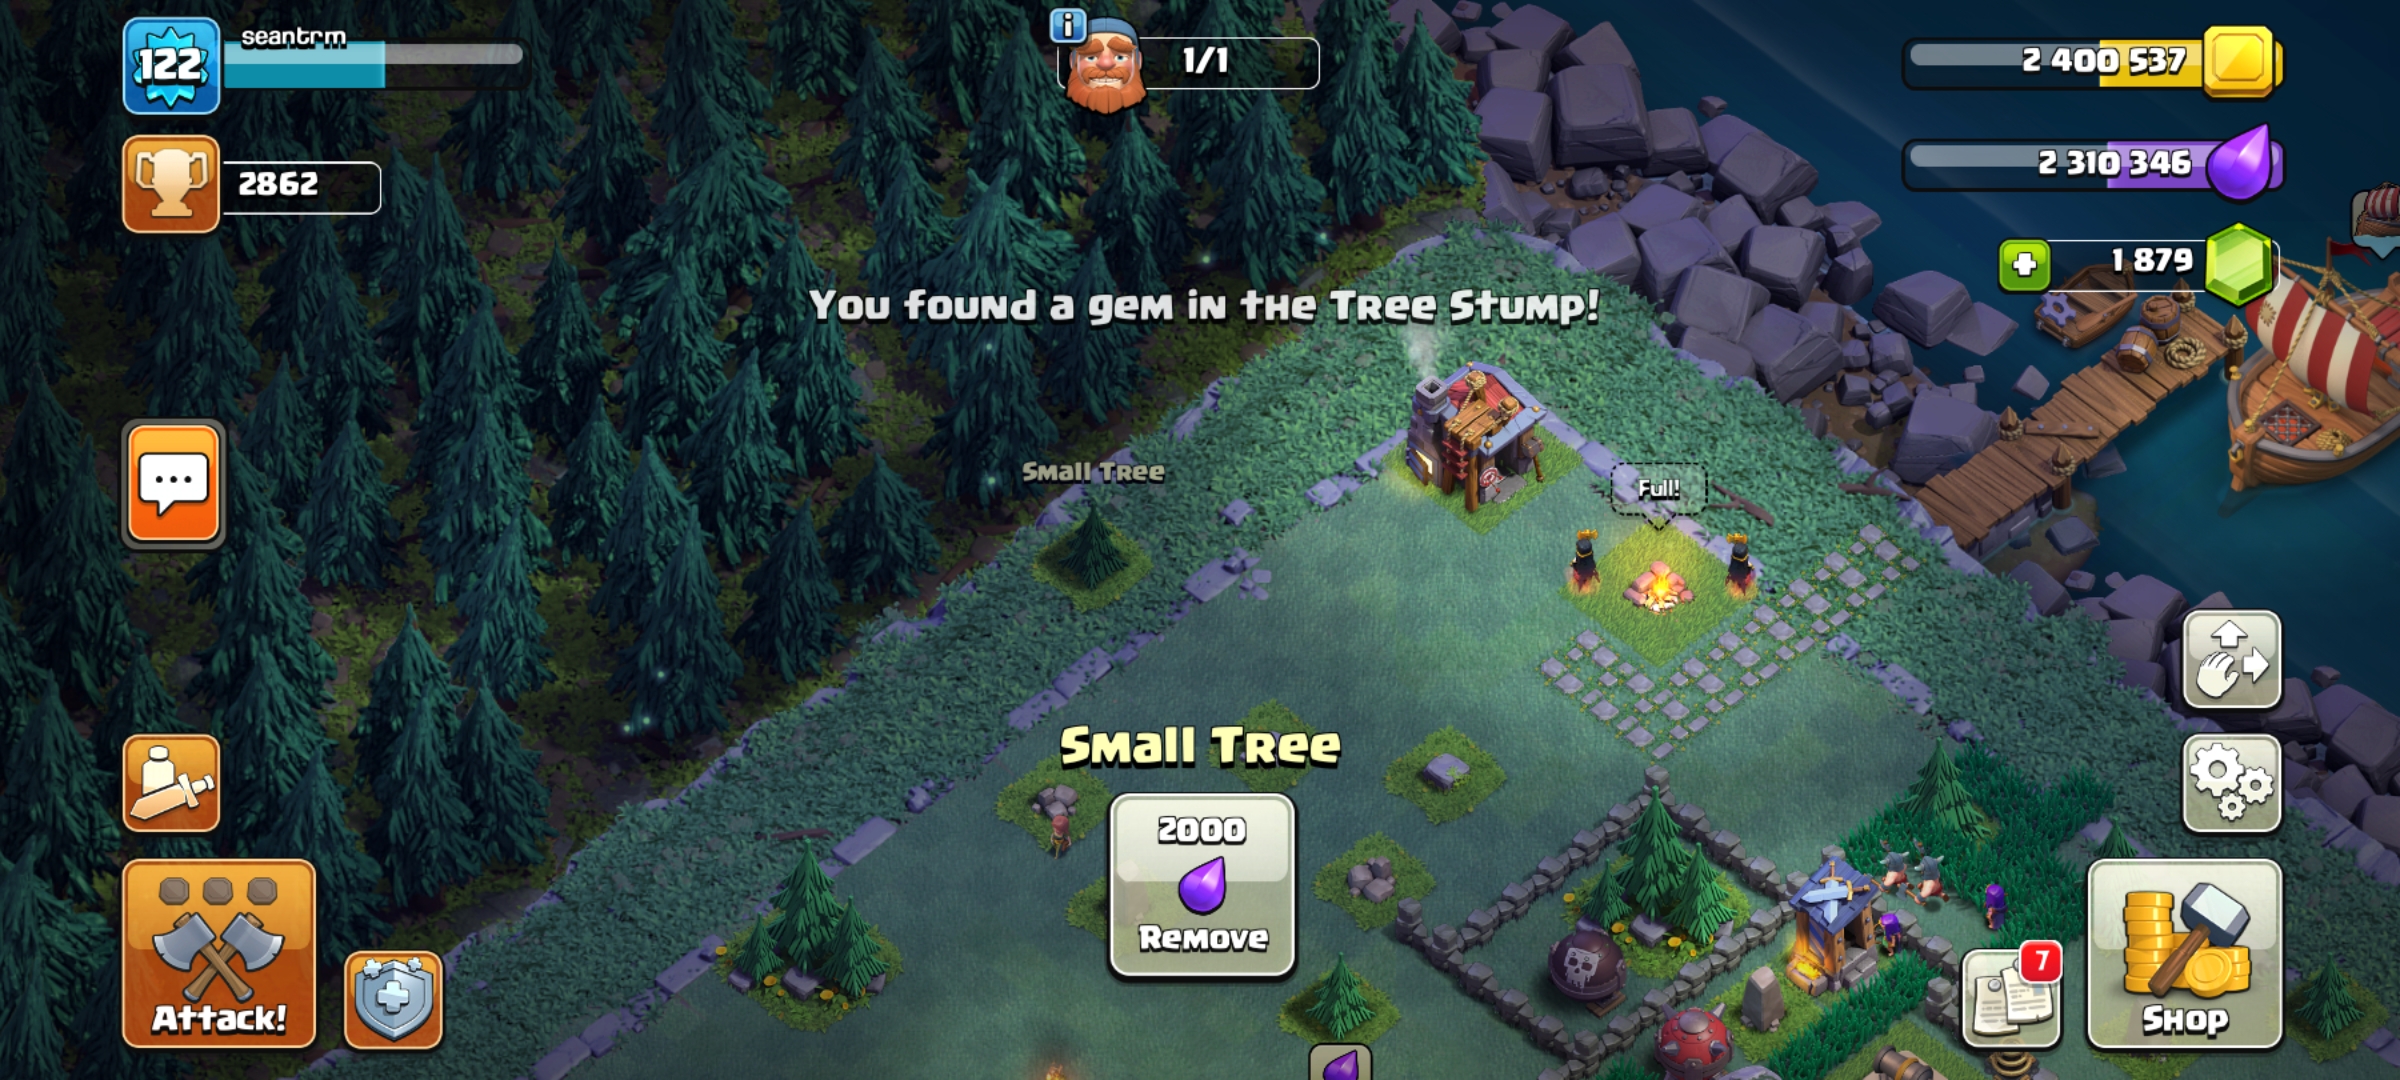 seantrm
122
1/1
2 400 537
2862
2 310 346
1 879
You found a gem in the Tree Stump!
Small Tree
Full!
Small Tree
2000
Remove
Attack!
7
Shop